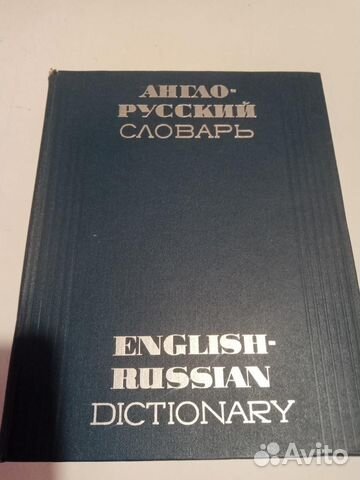 АНГЛО-
РУССКИЙ
СЛОВАРЬ
ENGLISH-
RUSSIAN
DICTIONARY
Avito